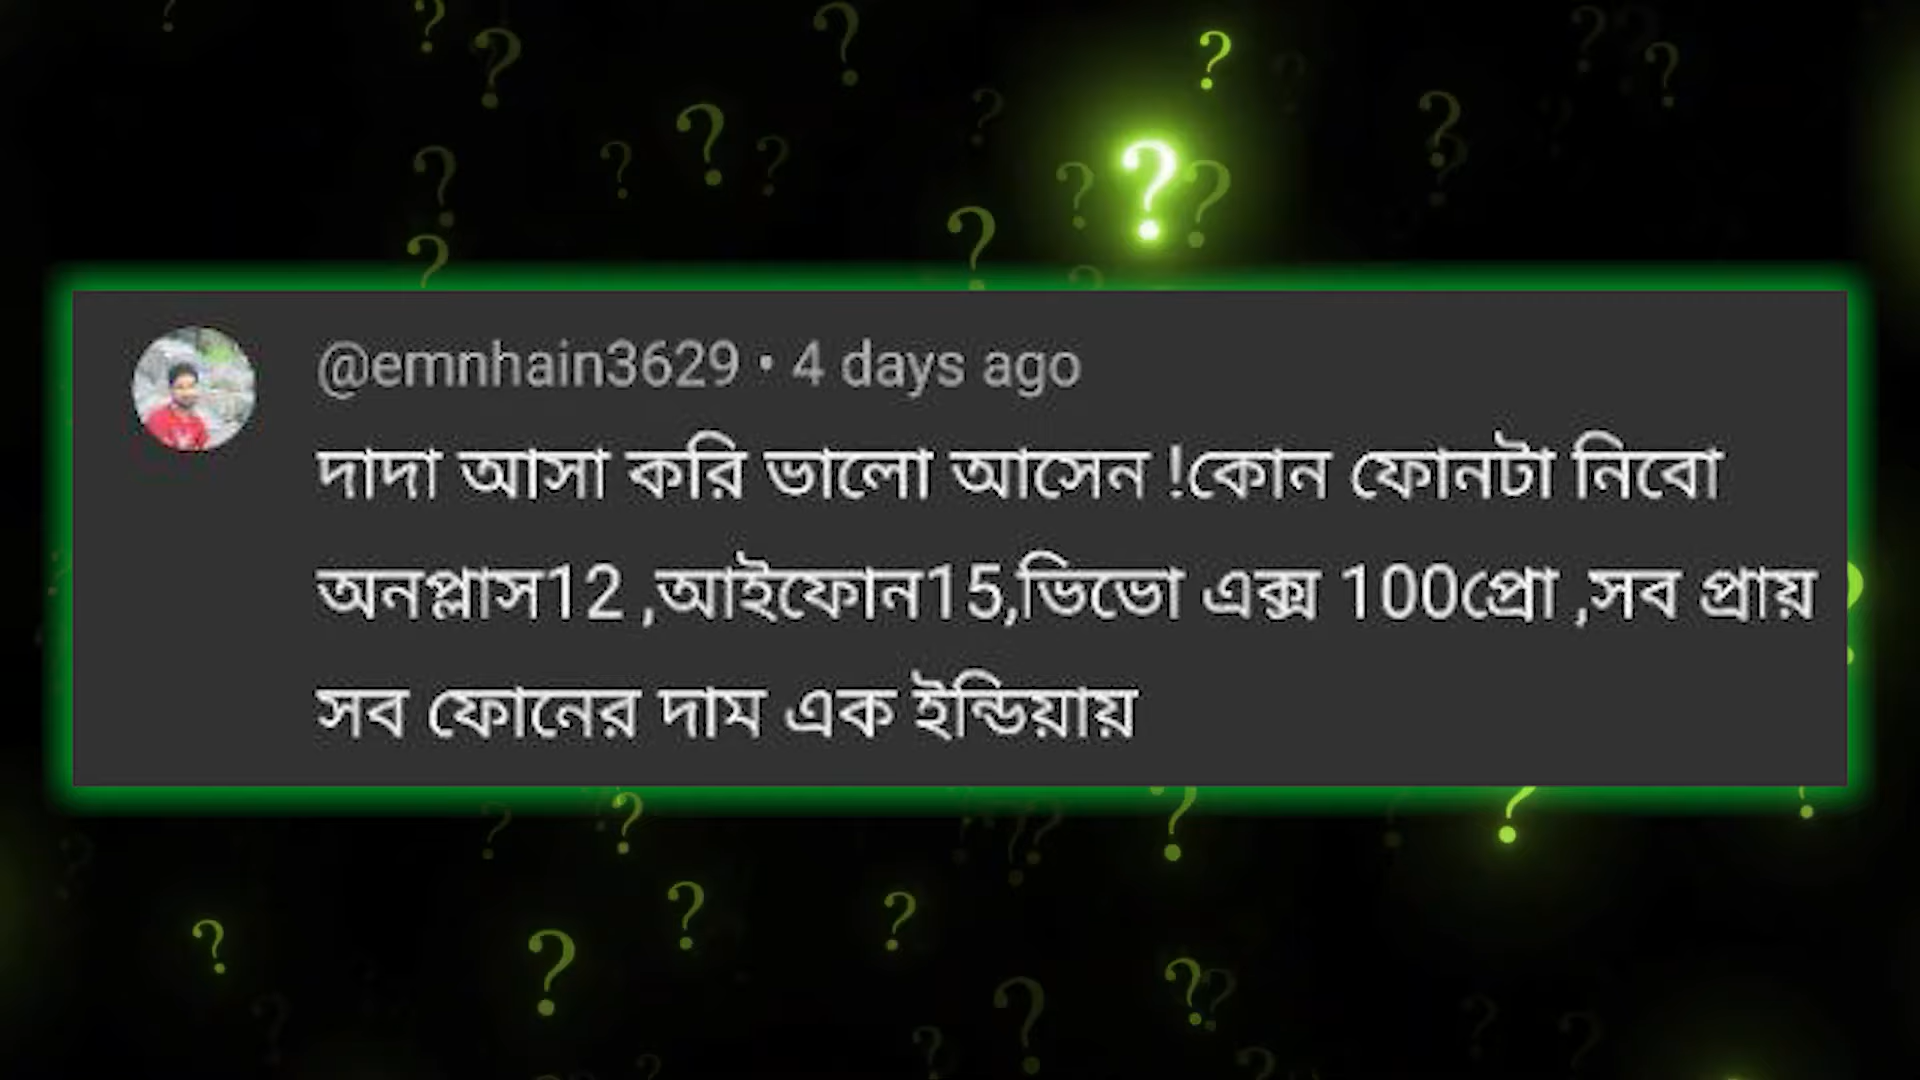 @emnhain3629 • 4 days ago
দাদা আসা করি ভালো আসেন !কোন ফোনটা নিবো
অনপ্লাস12 ,আইফোন15,ভিভো এক্স 100প্রো ,সব প্রায়
সব ফোনের দাম এক ইন্ডিয়ায়